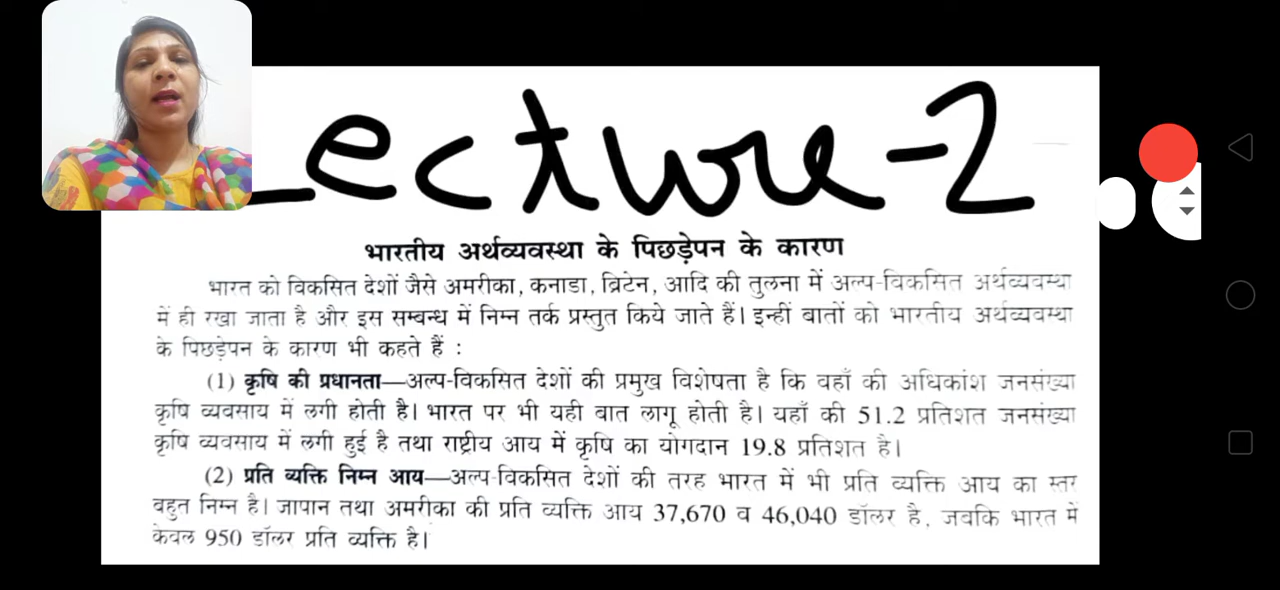 Lecture-2
भारतीय अर्थव्यवस्था के पिछड़ेपन के कारण
भारत को विकसित देशों जैसे अमरीका, कनाडा, ब्रिटेन, आदि की तुलना में अल्प-विकसित अर्थव्यवस्था
में ही रखा जाता है और इस सम्बन्ध में निम्न तर्क प्रस्तुत किये जाते हैं। इन्हीं बातों को भारतीय अर्थव्यवस्था
के पिछड़ेपन के कारण भी कहते हैं :
(1) कृषि की प्रधानता—अल्प-विकसित देशों की प्रमुख विशेषता है कि वहाँ की अधिकांश जनसंख्या
कृषि व्यवसाय में लगी होती है। भारत पर भी यही बात लागू होती है। यहाँ की 51.2 प्रतिशत जनसंख्या
कृषि व्यवसाय में लगी हुई है तथा राष्ट्रीय आय में कृषि का योगदान 19.8 प्रतिशत है।
(2) प्रति व्यक्ति निम्न आय—अल्प-विकसित देशों की तरह भारत में भी प्रति व्यक्ति आय का स्तर
बहुत निम्न है। जापान तथा अमरीका की प्रति व्यक्ति आय 37,670 व 46,040 डॉलर है, जबकि भारत में
केवल 950 डॉलर प्रति व्यक्ति है।